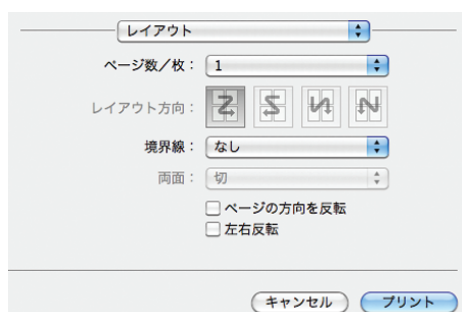 レイアウト
ページ数／枚： 1
レイアウト方向：
境界線： なし
両面： 切
ページの方向を反転
左右反転
キャンセル プリント